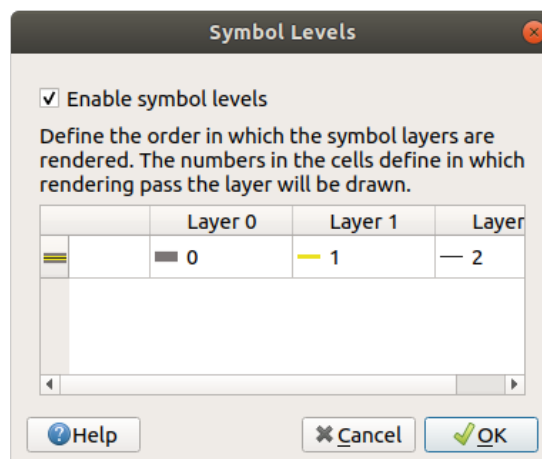 Symbol Levels
Enable symbol levels
Define the order in which the symbol layers are
rendered. The numbers in the cells define in which
rendering pass the layer will be drawn.
Layer 0 Layer 1 Layer
0 1 2
Help Cancel OK